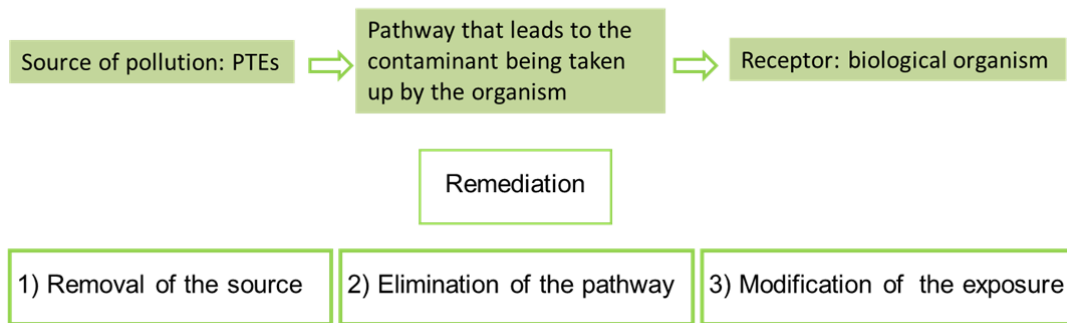 Source of pollution: PTEs
Pathway that leads to the
contaminant being taken
up by the organism
Receptor: biological organism
Remediation
1) Removal of the source
2) Elimination of the pathway
3) Modification of the exposure